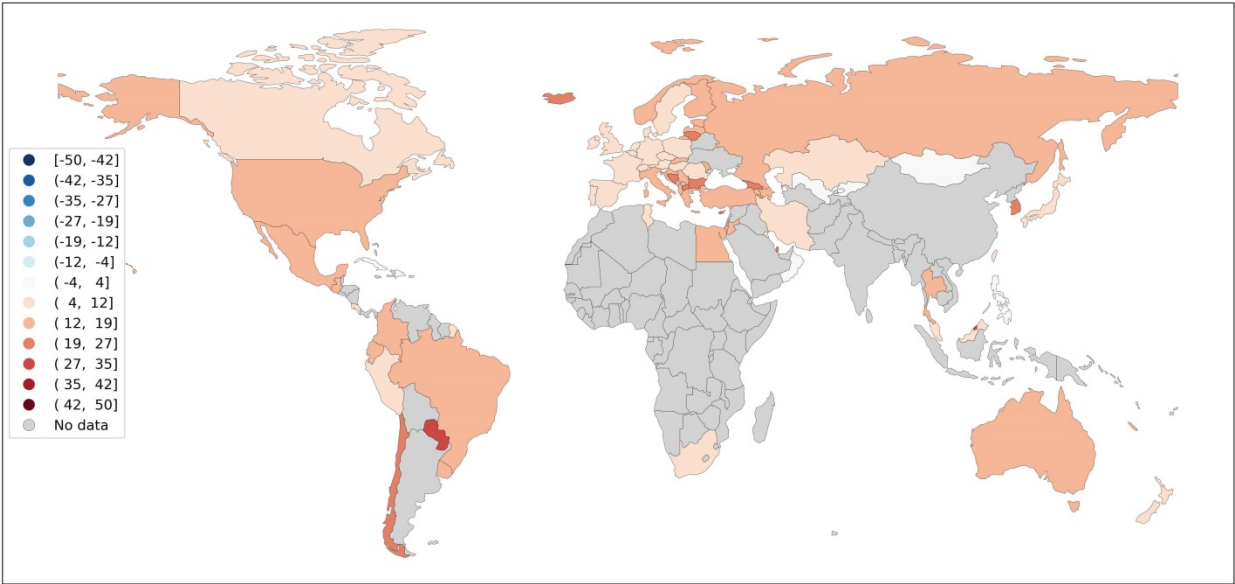 [-50, -42]
(-42, -35]
(-35, -27]
(-27, -19]
(-19, -12]
(-12, -4]
( -4, 4]
( 4, 12]
( 12, 19]
( 19, 27]
( 27, 35]
( 35, 42]
( 42, 50]
No data